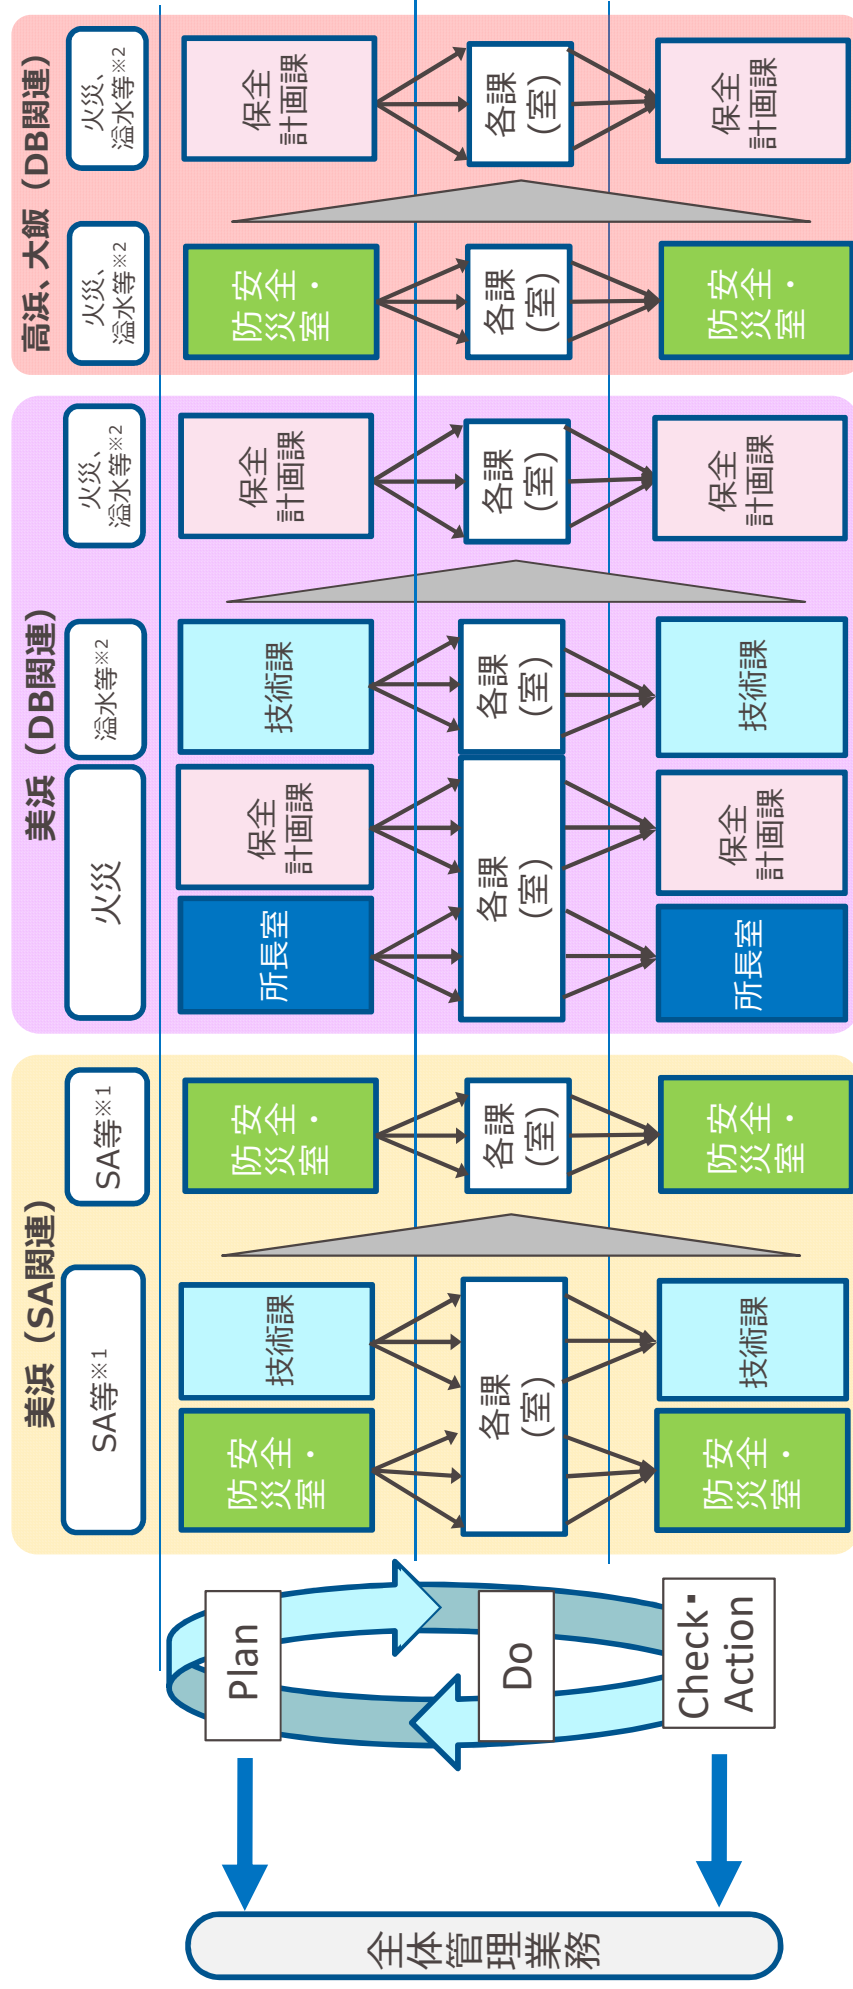 全体管理業務
Plan
Do
Check・
Action
美浜（SA関連）
SA等※1
安全・
防災室
技術課
各課
(室)
安全・
防災室
技術課
SA等※1
安全・
防災室
各課
(室)
安全・
防災室
美浜（DB関連）
火災
所長室
保全
計画課
各課
(室)
所長室
保全
計画課
溢水等※2
技術課
各課
(室)
技術課
火災、
溢水等※2
保全
計画課
各課
(室)
保全
計画課
高浜、大飯（DB関連）
火災、
溢水等※2
安全・
防災室
各課
(室)
安全・
防災室
火災、
溢水等※2
保全
計画課
各課
(室)
保全
計画課